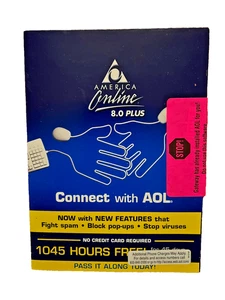 AMERICA
Online
8.0 PLUS
STOP!
Connect with AOL®
NOW with NEW FEATURES that
Fight spam • Block pop-ups • Stop viruses
NO CREDIT CARD REQUIRED
1045 HOURS FREE!
PASS IT ALONG TODAY!